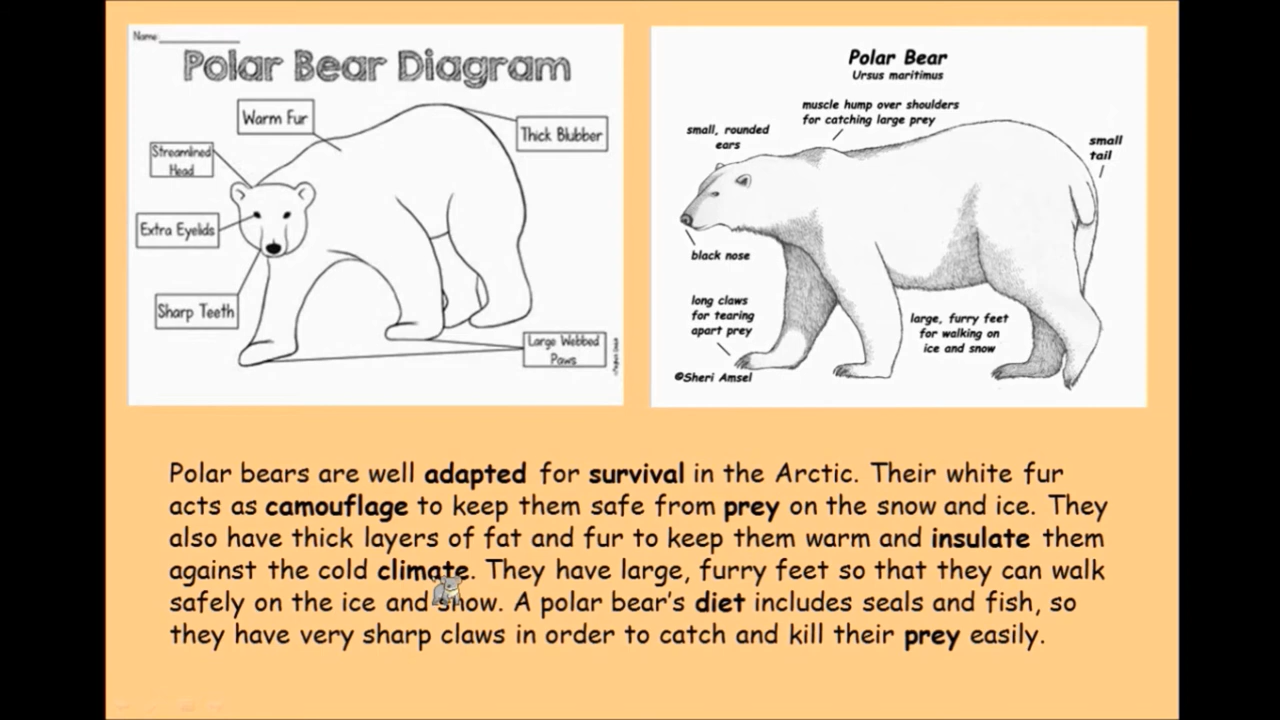 Name:
Polar Bear Diagram
Warm Fur
Thick Blubber
Streamlined
Head
Extra Eyelids
Sharp Teeth
Large Webbed
Paws
Polar Bear
Ursus maritimus
muscle hump over shoulders
for catching large prey
small, rounded
ears
small
tail
black nose
long claws
for tearing
apart prey
large, furry feet
for walking on
ice and snow
©Sheri Amsel
Polar bears are well adapted for survival in the Arctic. Their white fur
acts as camouflage to keep them safe from prey on the snow and ice. They
also have thick layers of fat and fur to keep them warm and insulate them
against the cold climate. They have large, furry feet so that they can walk
safely on the ice and snow. A polar bear's diet includes seals and fish, so
they have very sharp claws in order to catch and kill their prey easily.